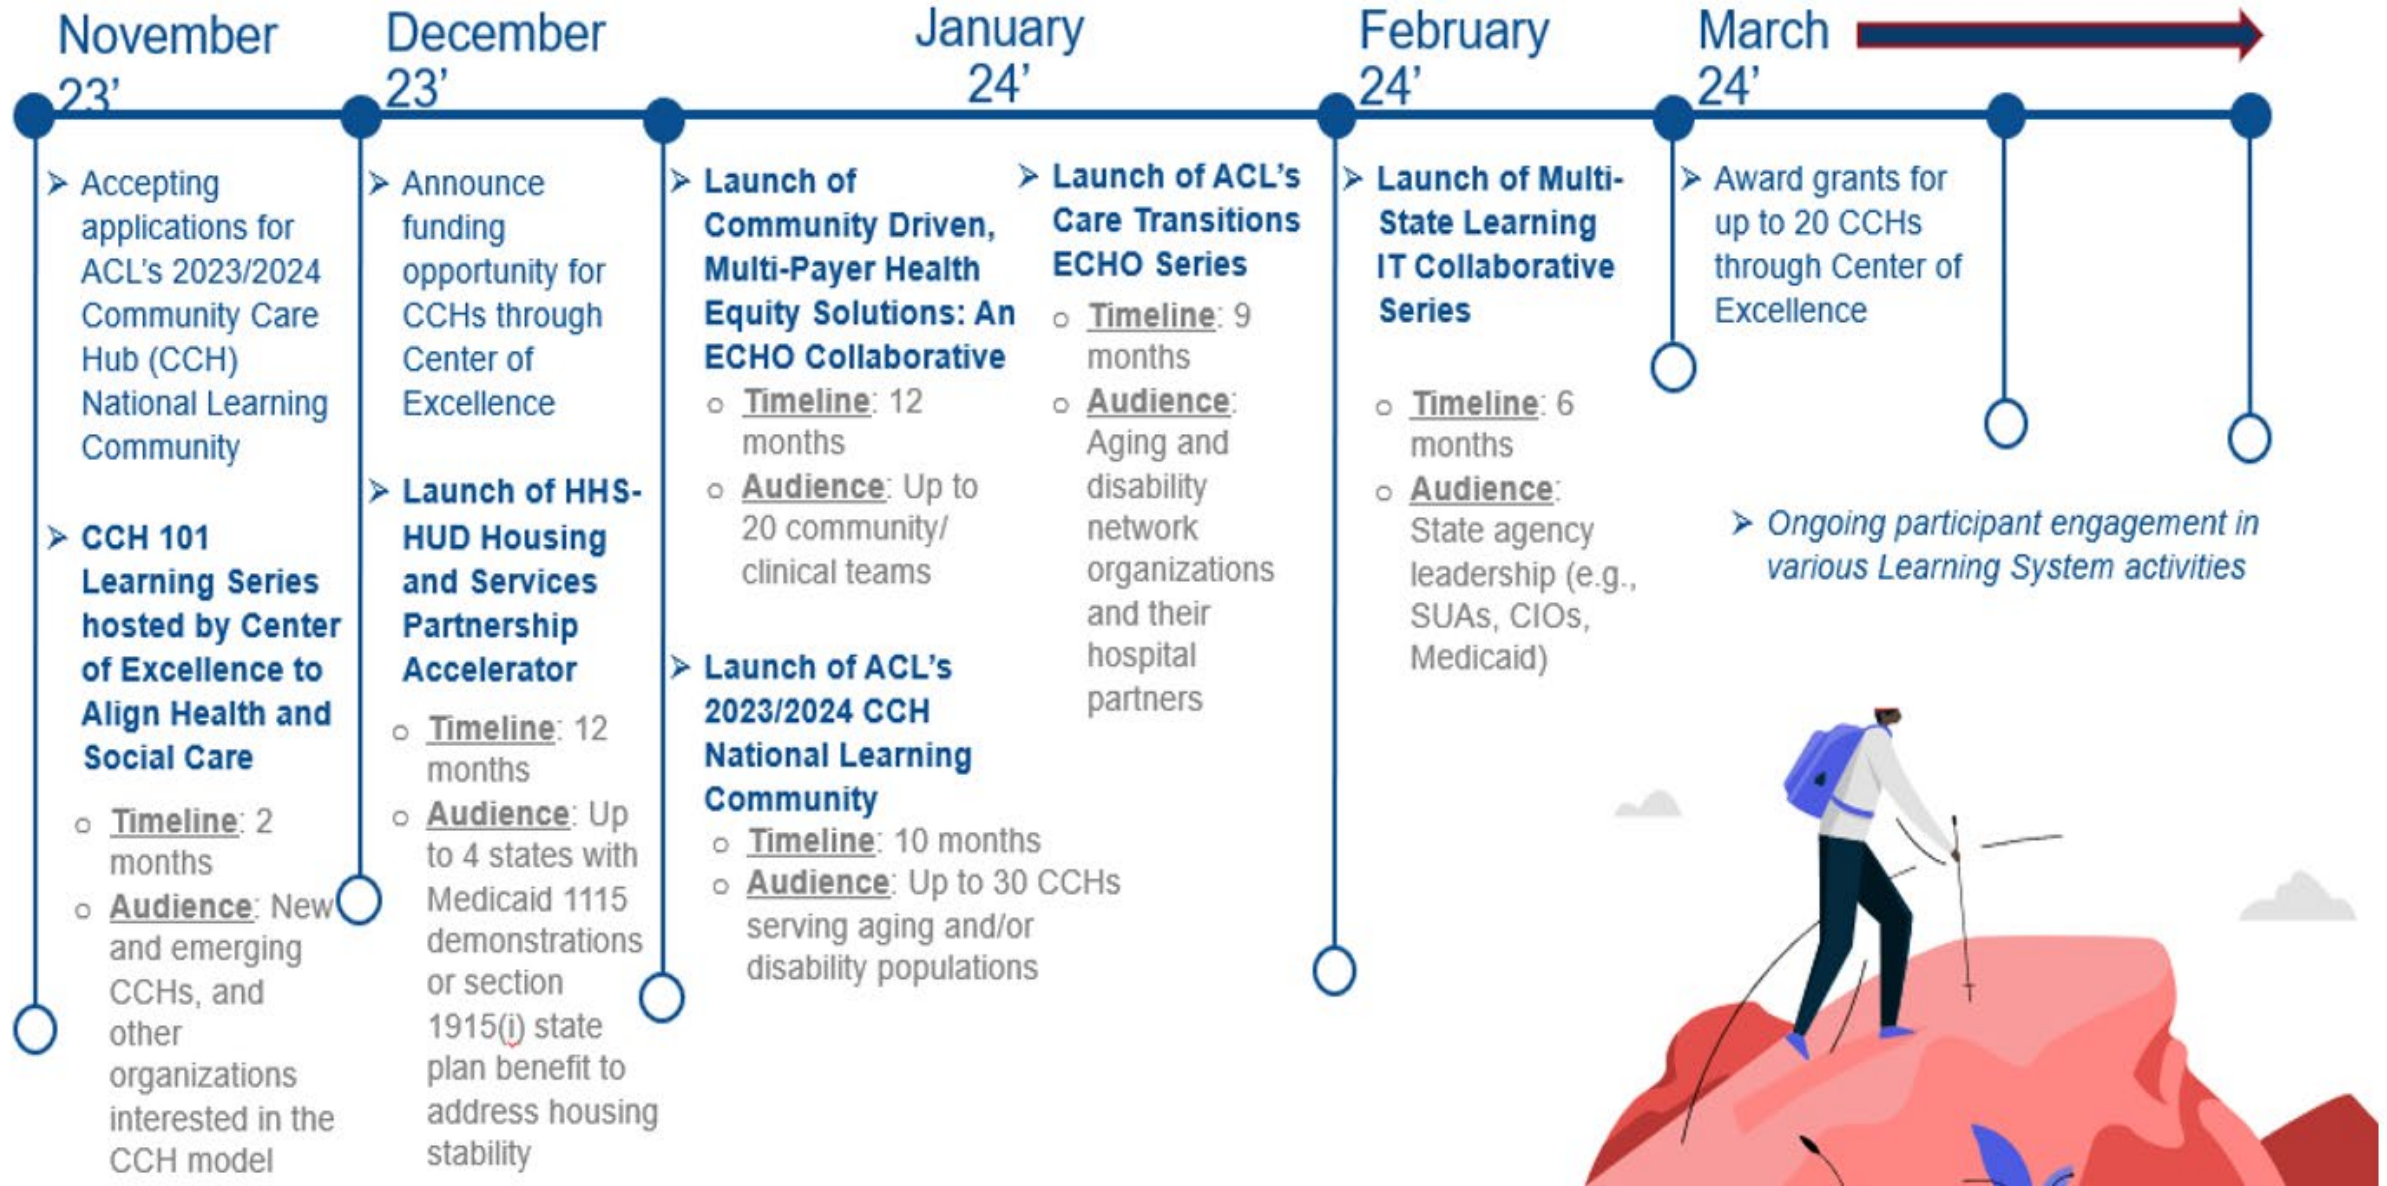 November
23’
December
23’
January
24’
February
24’
March
24’
➢ Accepting
applications for
ACL’s 2023/2024
Community Care
Hub (CCH)
National Learning
Community
➢ CCH 101
Learning Series
hosted by Center
of Excellence to
Align Health and
Social Care
o Timeline: 2
months
o Audience: New
and emerging
CCHs, and
other
organizations
interested in the
CCH model
➢ Announce
funding
opportunity for
CCHs through
Center of
Excellence
➢ Launch of HHS-
HUD Housing
and Services
Partnership
Accelerator
o Timeline: 12
months
o Audience: Up
to 4 states with
Medicaid 1115
demonstrations
or section
1915(i) state
plan benefit to
address housing
stability
➢ Launch of
Community Driven,
Multi-Payer Health
Equity Solutions: An
ECHO Collaborative
o Timeline: 12
months
o Audience: Up to
20 community/
clinical teams
➢ Launch of ACL’s
2023/2024 CCH
National Learning
Community
o Timeline: 10 months
o Audience: Up to 30 CCHs
serving aging and/or
disability populations
➢ Launch of ACL’s
Care Transitions
ECHO Series
o Timeline: 9
months
o Audience:
Aging and
disability
network
organizations
and their
hospital
partners
➢ Launch of Multi-
State Learning
IT Collaborative
Series
o Timeline: 6
months
o Audience:
State agency
leadership (e.g.,
SUAs, CIOs,
Medicaid)
➢ Award grants for
up to 20 CCHs
through Center of
Excellence
➢ Ongoing participant engagement in
various Learning System activities